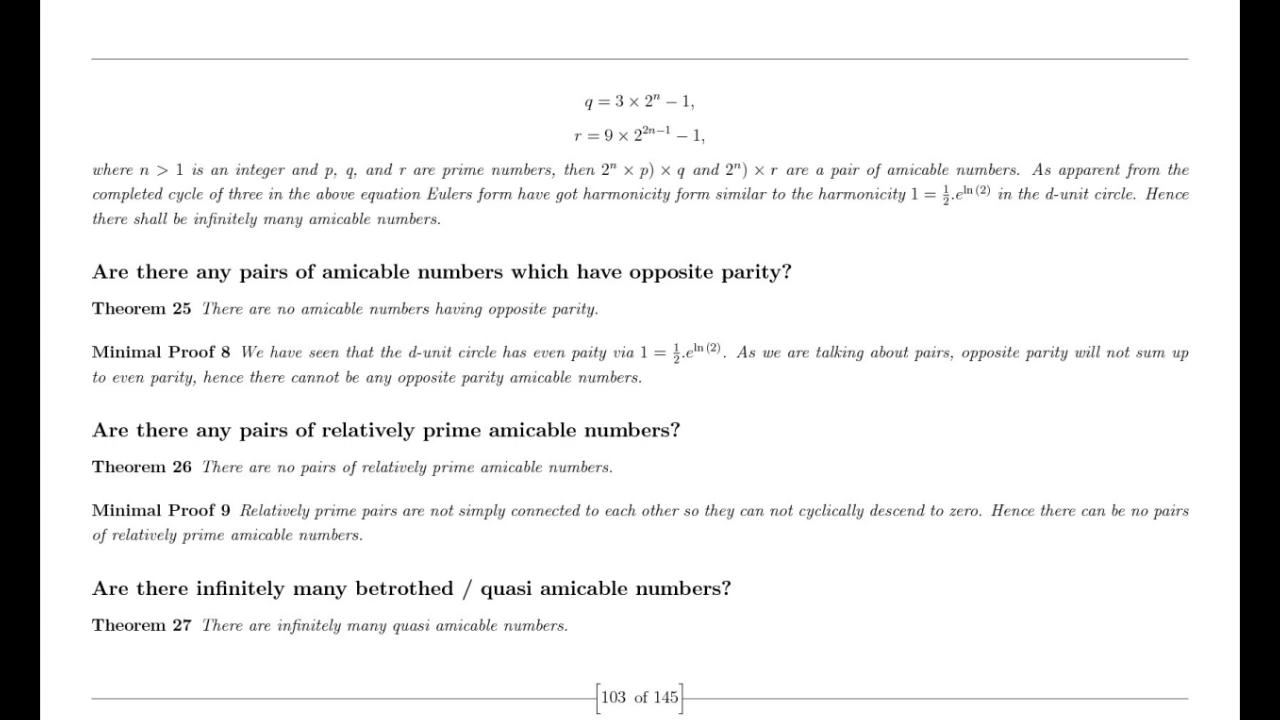 q = 3 × 2ⁿ − 1,
r = 9 × 2²ⁿ⁻¹ − 1,
where n > 1 is an integer and p, q, and r are prime numbers, then 2ⁿ × p) × q and 2ⁿ) × r are a pair of amicable numbers. As apparent from the
completed cycle of three in the above equation Eulers form have got harmonicity form similar to the harmonicity 1 = ½.e^ln (2) in the d-unit circle. Hence
there shall be infinitely many amicable numbers.
Are there any pairs of amicable numbers which have opposite parity?
Theorem 25 There are no amicable numbers having opposite parity.
Minimal Proof 8 We have seen that the d-unit circle has even paity via 1 = ½.e^ln (2). As we are talking about pairs, opposite parity will not sum up
to even parity, hence there cannot be any opposite parity amicable numbers.
Are there any pairs of relatively prime amicable numbers?
Theorem 26 There are no pairs of relatively prime amicable numbers.
Minimal Proof 9 Relatively prime pairs are not simply connected to each other so they can not cyclically descend to zero. Hence there can be no pairs
of relatively prime amicable numbers.
Are there infinitely many betrothed / quasi amicable numbers?
Theorem 27 There are infinitely many quasi amicable numbers.
[103 of 145]